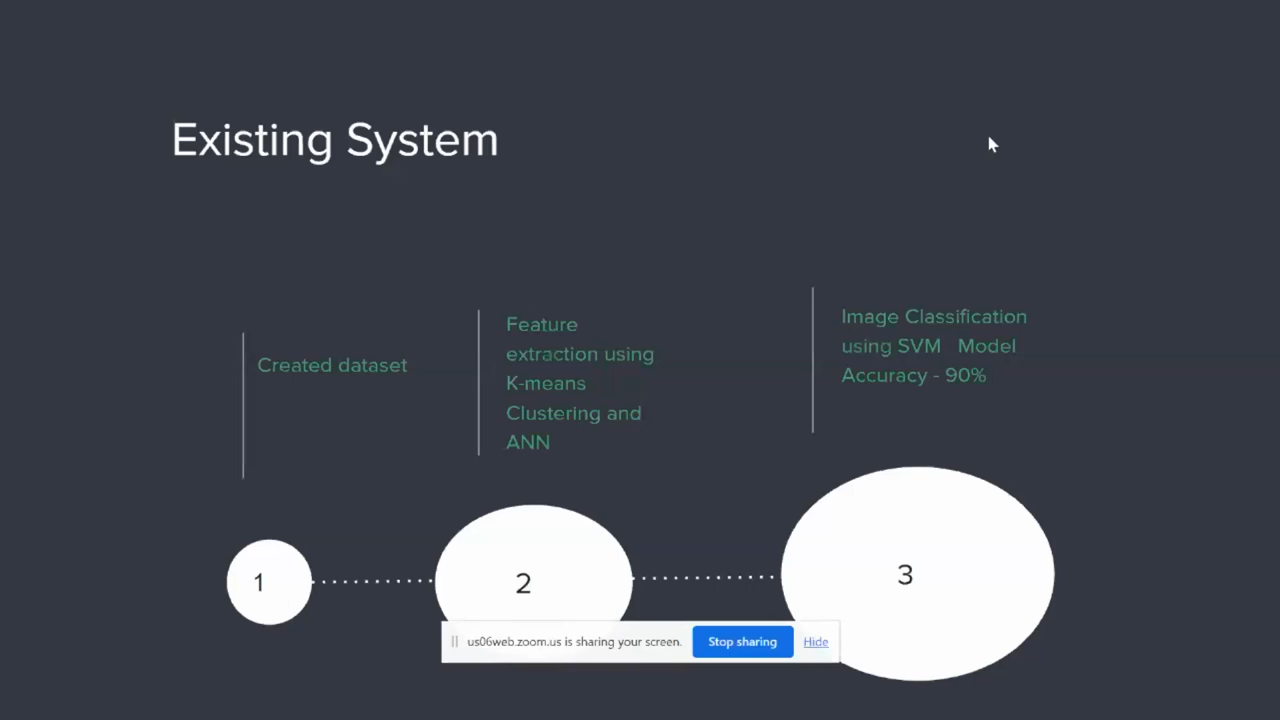 Existing System
Created dataset
Feature
extraction using
K-means
Clustering and
ANN
Image Classification
using SVM Model
Accuracy - 90%
1
2
3
us06web.zoom.us is sharing your screen. Stop sharing Hide